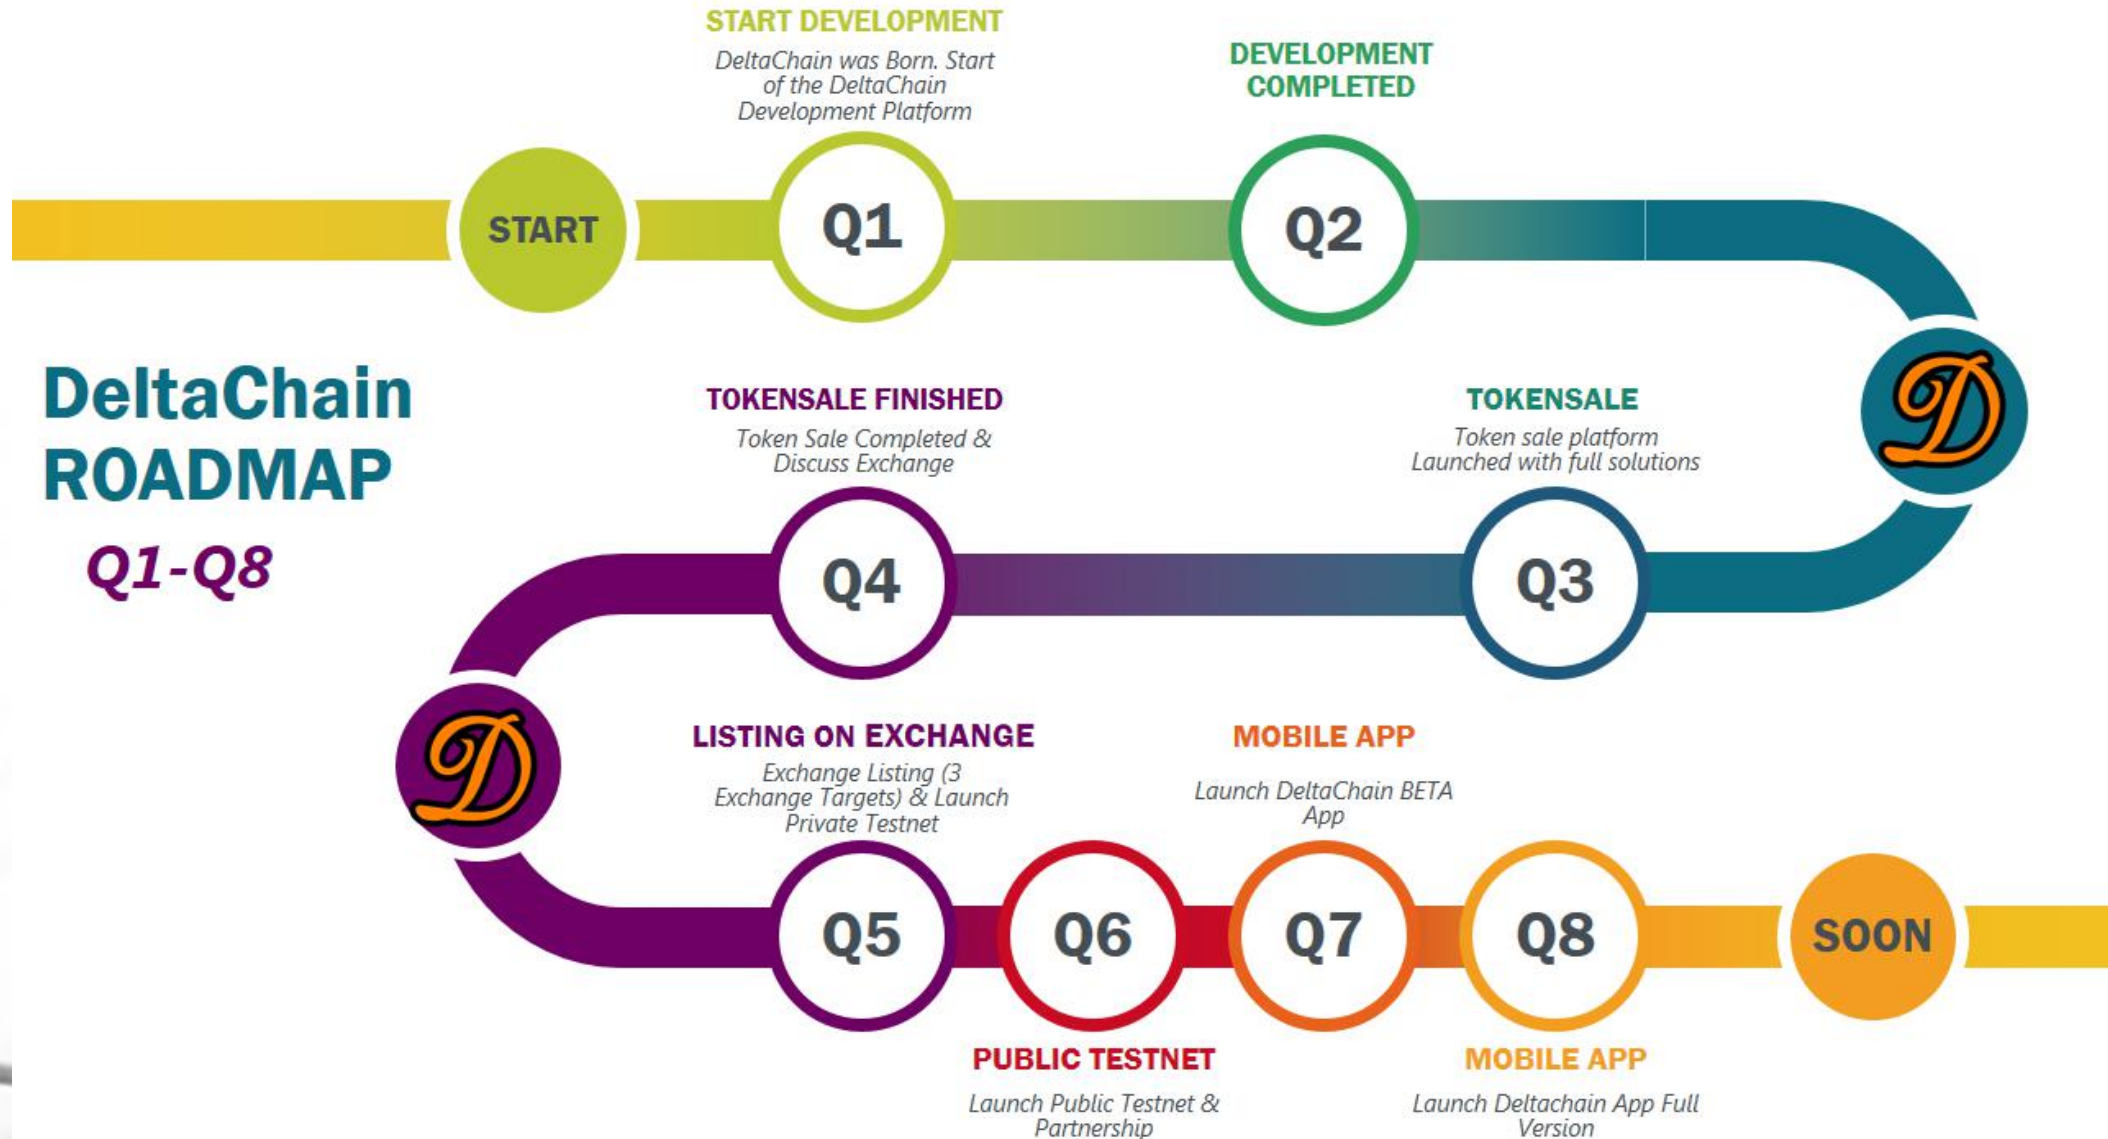 START DEVELOPMENT
DeltaChain was Born. Start
of the DeltaChain
Development Platform
DEVELOPMENT
COMPLETED
START
Q1
Q2
DeltaChain
ROADMAP
Q1-Q8
TOKENSALE FINISHED
Token Sale Completed &
Discuss Exchange
TOKENSALE
Token sale platform
Launched with full solutions
D
Q4
Q3
D
LISTING ON EXCHANGE
Exchange Listing (3
Exchange Targets) & Launch
Private Testnet
MOBILE APP
Launch DeltaChain BETA
App
Q5
Q6
Q7
Q8
SOON
PUBLIC TESTNET
Launch Public Testnet &
Partnership
MOBILE APP
Launch Deltachain App Full
Version